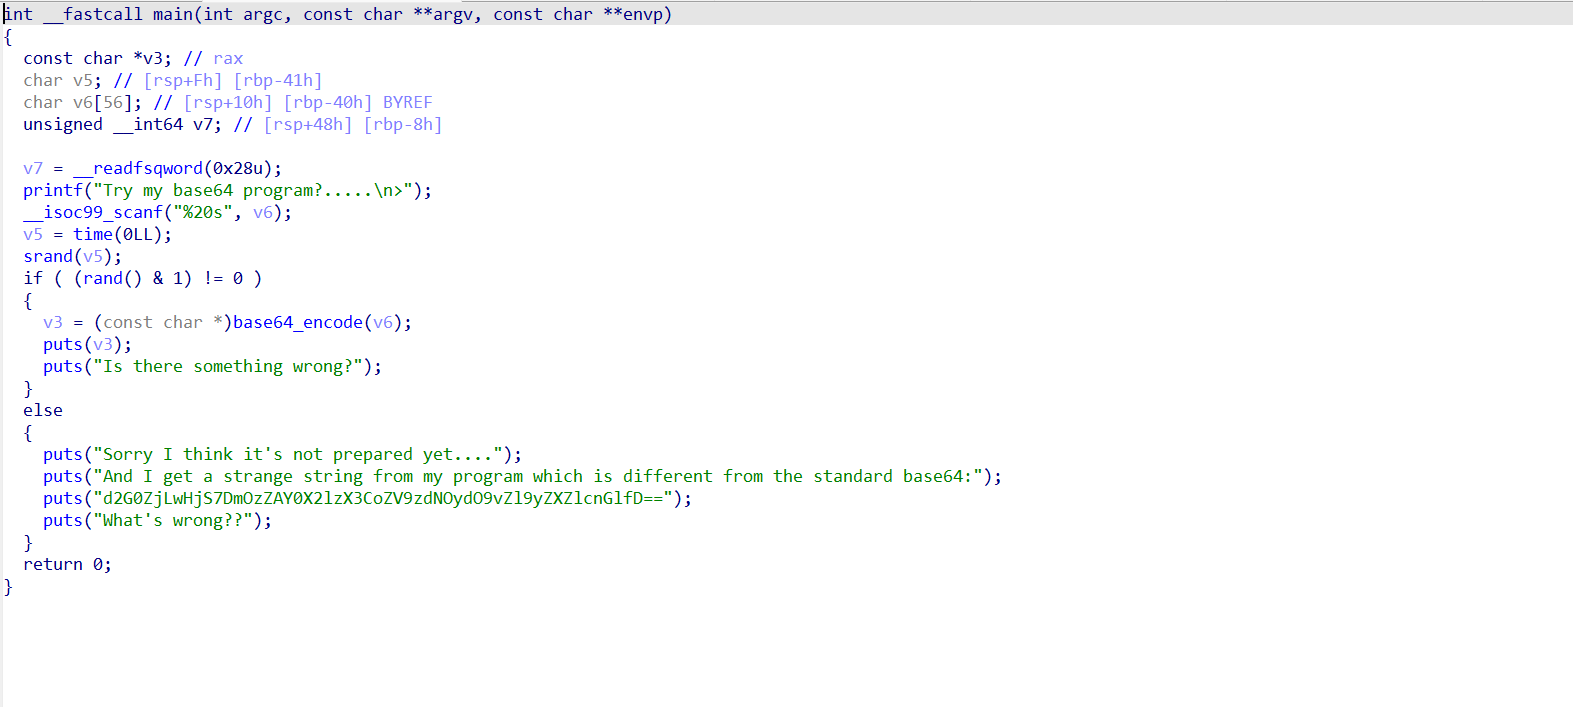 int __fastcall main(int argc, const char **argv, const char **envp)
{
  const char *v3; // rax
  char v5; // [rsp+Fh] [rbp-41h]
  char v6[56]; // [rsp+10h] [rbp-40h] BYREF
  unsigned __int64 v7; // [rsp+48h] [rbp-8h]

  v7 = __readfsqword(0x28u);
  printf("Try my base64 program?.....\n>");
  __isoc99_scanf("%20s", v6);
  v5 = time(0LL);
  srand(v5);
  if ( (rand() & 1) != 0 )
  {
    v3 = (const char *)base64_encode(v6);
    puts(v3);
    puts("Is there something wrong?");
  }
  else
  {
    puts("Sorry I think it's not prepared yet....");
    puts("And I get a strange string from my program which is different from the standard base64:");
    puts("d2G0ZjLwHjS7DmOzZAY0X2lzX3CoZV9zdNOydO9vZl9yZXZlcnGlfD==");
    puts("What's wrong??");
  }
  return 0;
}